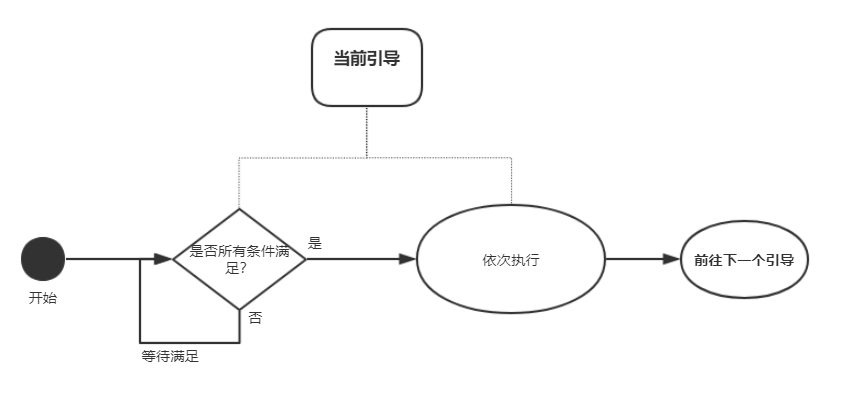 当前引导
是否所有条件满
足?
是
依次执行
前往下一个引导
开始
否
等待满足